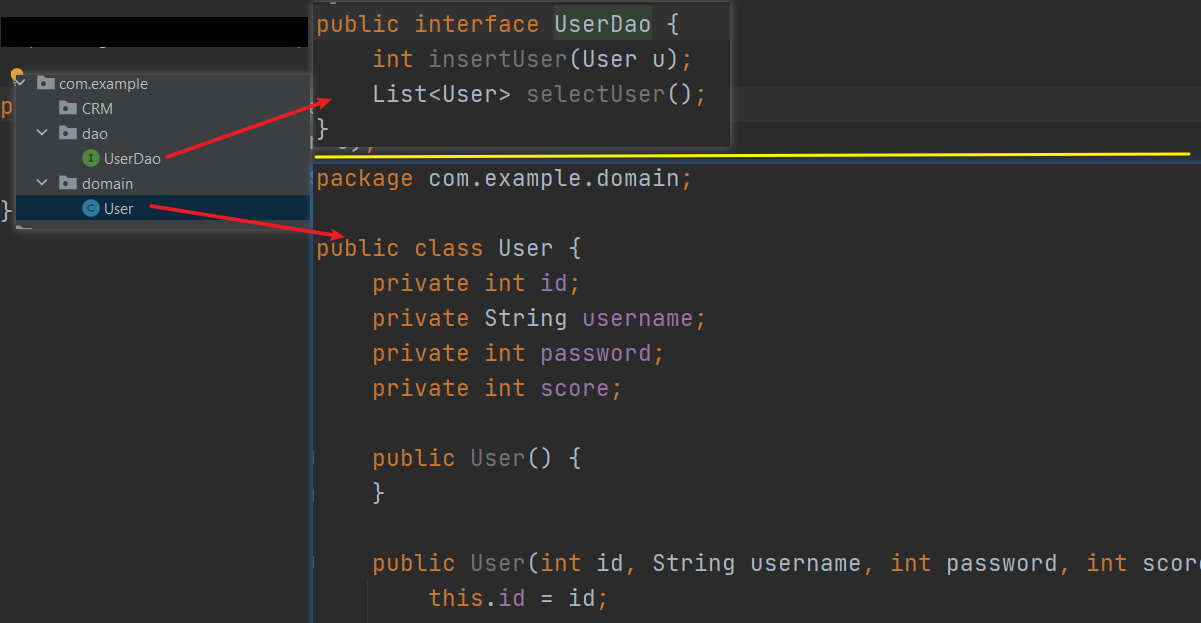 com.example
CRM
dao
UserDao
domain
User
public interface UserDao {
int insertUser(User u);
List<User> selectUser();
}
package com.example.domain;
public class User {
private int id;
private String username;
private int password;
private int score;
public User() {
}
public User(int id, String username, int password, int scor
this.id = id;
p
}